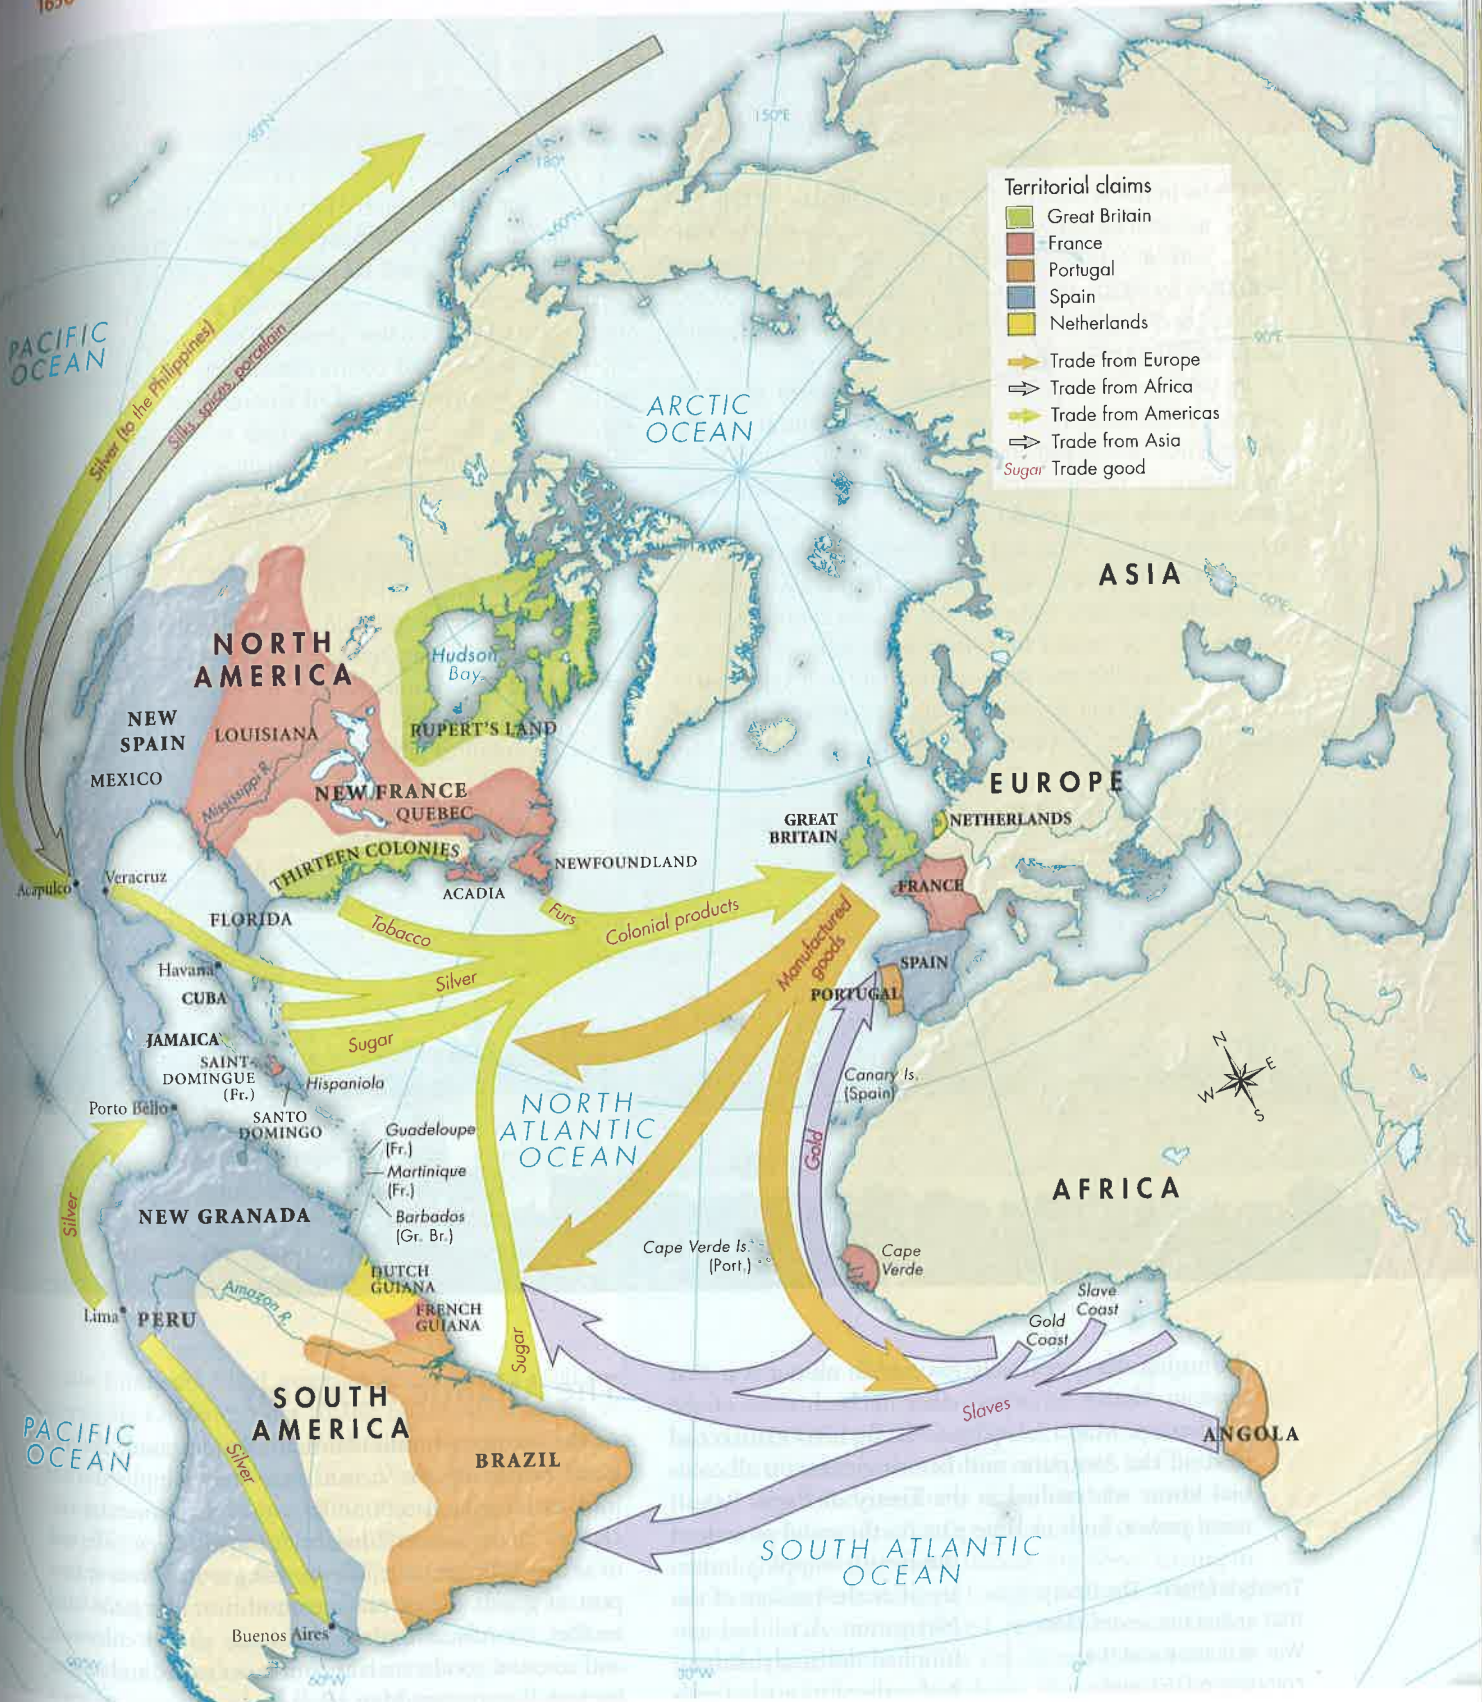 PACIFIC
OCEAN
Silver (to the Philippines)
Silks, spices, porcelain
180°
150°E
120°E
60°N
ARCTIC
OCEAN
Territorial claims
Great Britain
France
Portugal
Spain
Netherlands
Trade from Europe
Trade from Africa
Trade from Americas
Trade from Asia
Sugar Trade good
90°E
ASIA
60°E
NORTH
AMERICA
Hudson
Bay
RUPERT'S LAND
NEW
SPAIN
LOUISIANA
MEXICO
Mississippi R.
NEW FRANCE
QUEBEC
THIRTEEN COLONIES
ACADIA
NEWFOUNDLAND
EUROPE
GREAT
BRITAIN
NETHERLANDS
FRANCE
SPAIN
PORTUGAL
Acapulco
Veracruz
FLORIDA
Tobacco
Furs
Colonial products
Manufactured
goods
Silver
Sugar
Havana
CUBA
JAMAICA
SAINT-
DOMINGUE
(Fr.)
Hispaniola
SANTO
DOMINGO
Porto Bello
Guadeloupe
(Fr.)
Martinique
(Fr.)
Barbados
(Gr. Br.)
NORTH
ATLANTIC
OCEAN
Canary Is.
(Spain)
Gold
30°E
N
E
W
S
AFRICA
Silver
NEW GRANADA
Cape Verde Is.
(Port.)
Cape
Verde
DUTCH
GUIANA
FRENCH
GUIANA
Amazon R.
Lima
PERU
Sugar
Slave
Coast
Gold
Coast
Slaves
ANGOLA
SOUTH
AMERICA
PACIFIC
OCEAN
Silver
BRAZIL
SOUTH ATLANTIC
OCEAN
Buenos Aires
90°W
60°W
30°W
0°